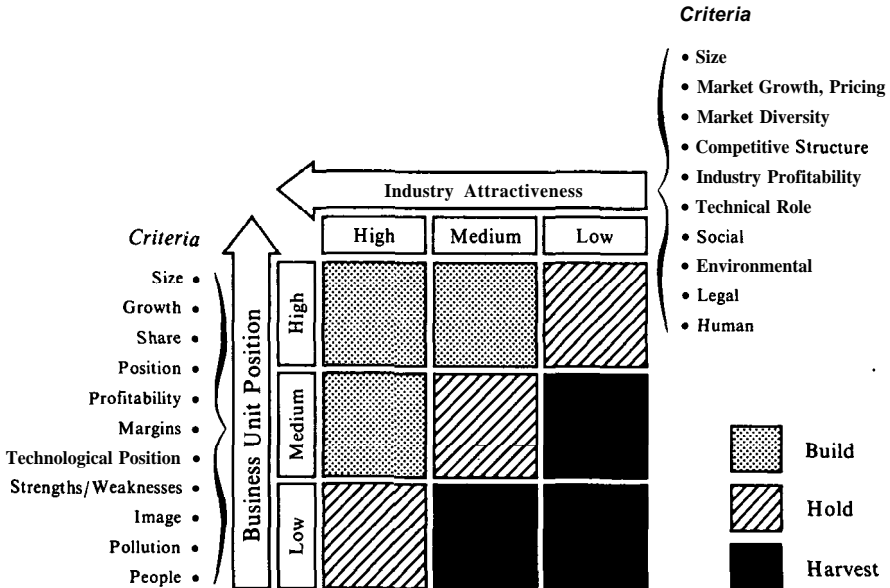 Criteria
• Size
• Market Growth, Pricing
• Market Diversity
• Competitive Structure
• Industry Profitability
• Technical Role
• Social
• Environmental
• Legal
• Human
Industry Attractiveness
High
Medium
Low
Criteria
Size •
Growth •
Share •
Position •
Profitability •
Margins •
Technological Position •
Strengths/Weaknesses •
Image •
Pollution •
People •
Business Unit Position
High
Medium
Low
Build
Hold
Harvest